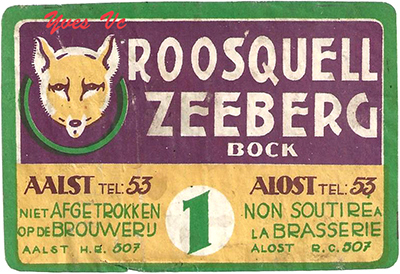 Yves Vc
ROOSQUELL
ZEEBERG
BOCK
AALST TEL: 53
NIET AFGETROKKEN
OP DE BROUWERIJ
AALST H.R. 507
1
ALOST TEL: 53
NON SOUTIRE A
LA BRASSERIE
ALOST R.C. 507